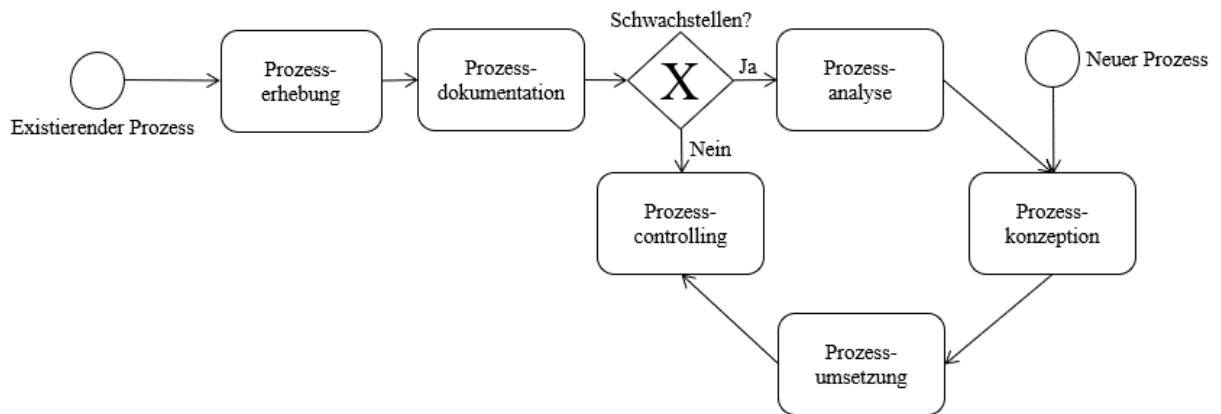 Schwachstellen?
Prozess-
erhebung
Prozess-
dokumentation
X
Ja
Prozess-
analyse
Neuer Prozess
Existierender Prozess
Nein
Prozess-
controlling
Prozess-
konzeption
Prozess-
umsetzung